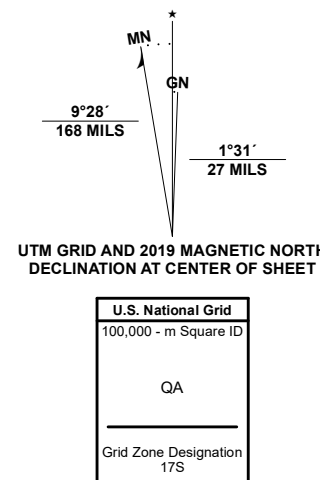 ★
MN
GN
9°28´
168 MILS
1°31´
27 MILS
UTM GRID AND 2019 MAGNETIC NORTH
DECLINATION AT CENTER OF SHEET
U.S. National Grid
100,000 - m Square ID
QA
Grid Zone Designation
17S